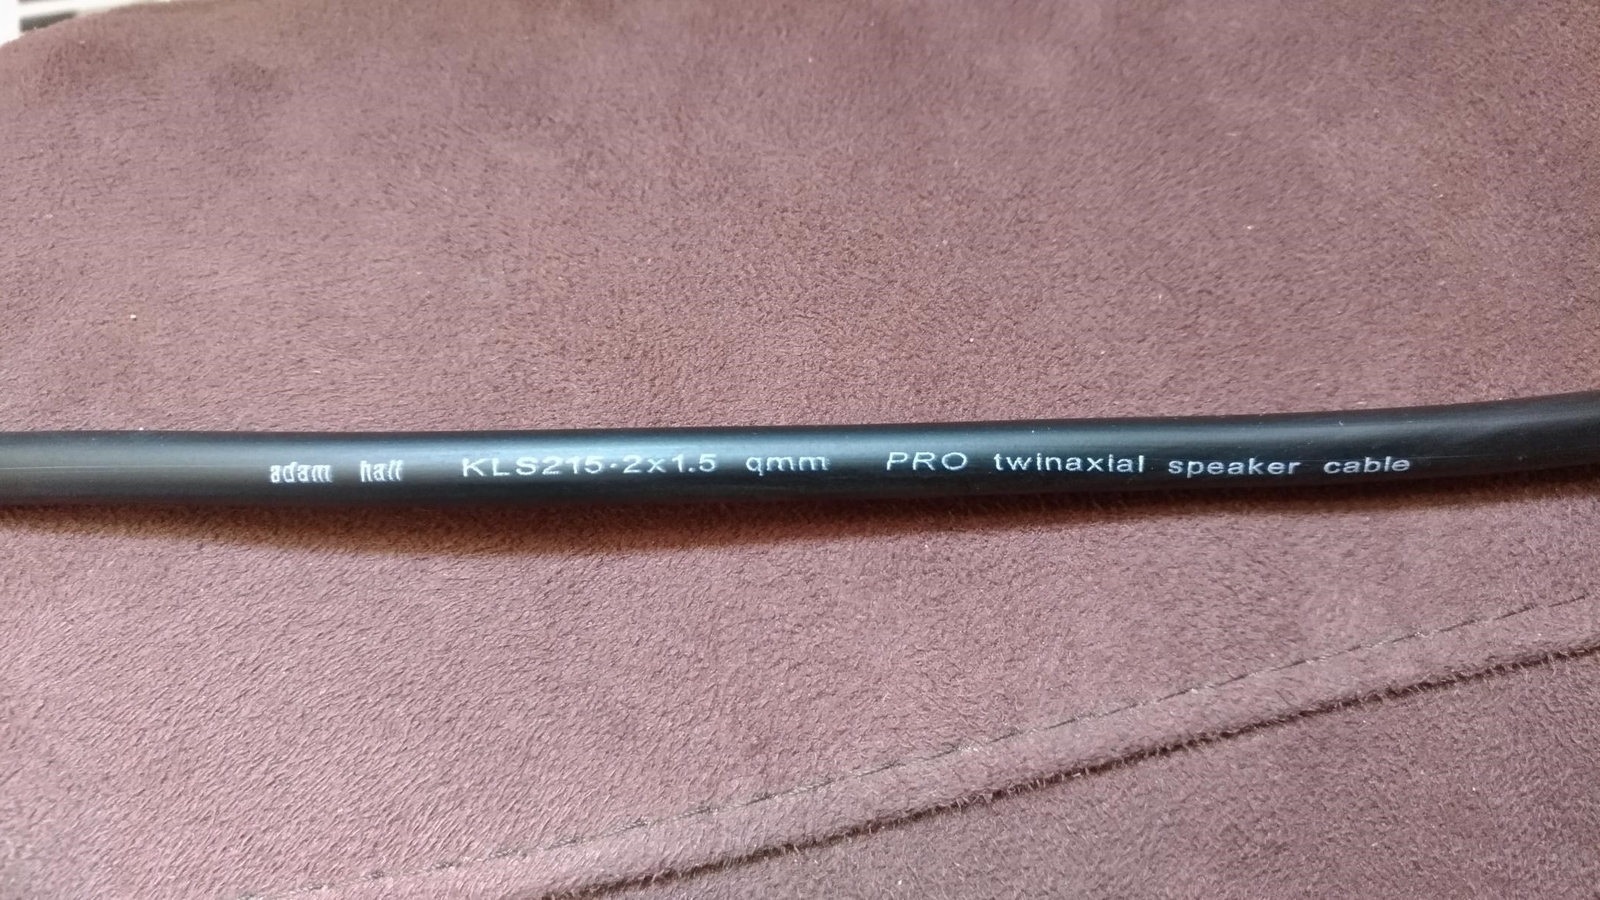 adam hall KLS215·2x1.5 qmm PRO twinaxial speaker cable